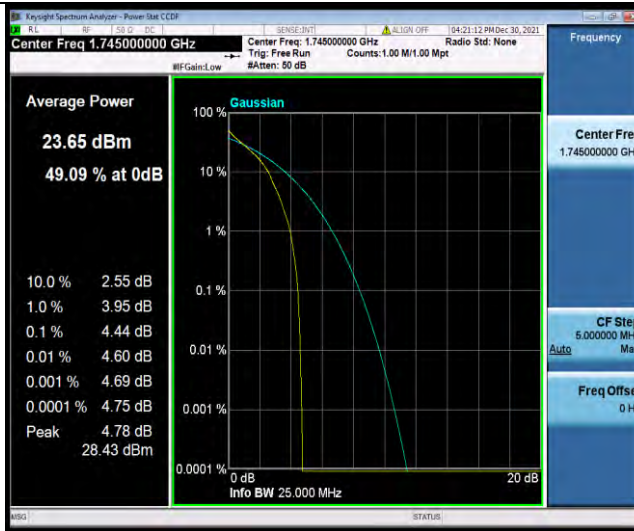 Keysight Spectrum Analyzer - Power Stat CCDF
RL RF 50 Ω DC SENSE:INT ALIGN OFF 04:21:12 PM Dec 30, 2021
Center Freq 1.745000000 GHz
Center Freq: 1.745000000 GHz Radio Std: None
Trig: Free Run Counts:1.00 M/1.00 Mpt
#IFGain:Low #Atten: 50 dB
Frequency
Average Power
23.65 dBm
49.09 % at 0dB
10.0 % 2.55 dB
1.0 % 3.95 dB
0.1 % 4.44 dB
0.01 % 4.60 dB
0.001 % 4.69 dB
0.0001 % 4.75 dB
Peak 4.78 dB
28.43 dBm
Gaussian
100 %
10 %
1 %
0.1 %
0.01 %
0.001 %
0.0001 %
0 dB 20 dB
Info BW 25.000 MHz
Center Fre
1.745000000 GH
CF Ste
5.000000 MH
Auto Ma
Freq Offse
0 H
MSG STATUS